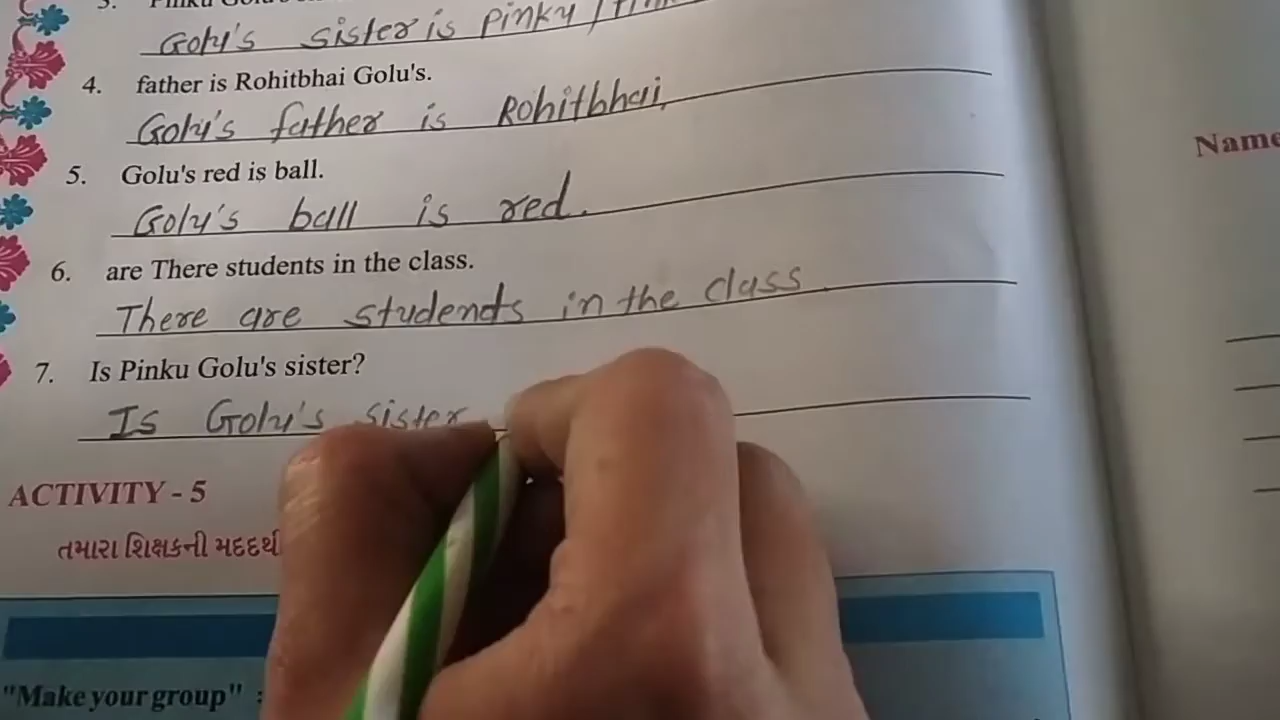 Golu's sister is pinky /
4. father is Rohitbhai Golu's.
Golu's father is Rohitbhai.
5. Golu's red is ball.
Golu's ball is red.
6. are There students in the class.
There are students in the class.
7. Is Pinku Golu's sister?
Is Golu's sister
ACTIVITY - 5
તમારા શિક્ષકની મદદથી
"Make your group" :
Name